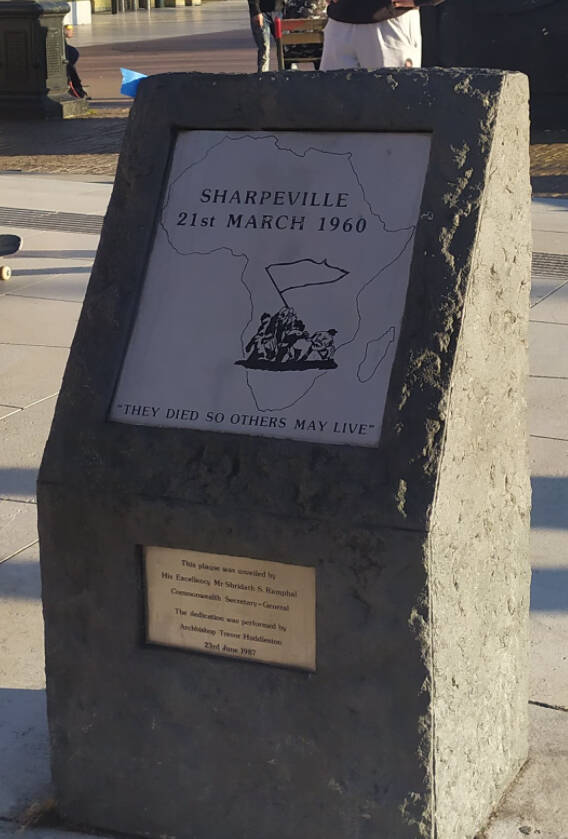 SHARPEVILLE
21st MARCH 1960
"THEY DIED SO OTHERS MAY LIVE"
This plaque was unveiled by
His Excellency Mr Shridath S. Ramphal
Commonwealth Secretary-General
The dedication was performed by
Archbishop Trevor Huddleston
23rd June 1987